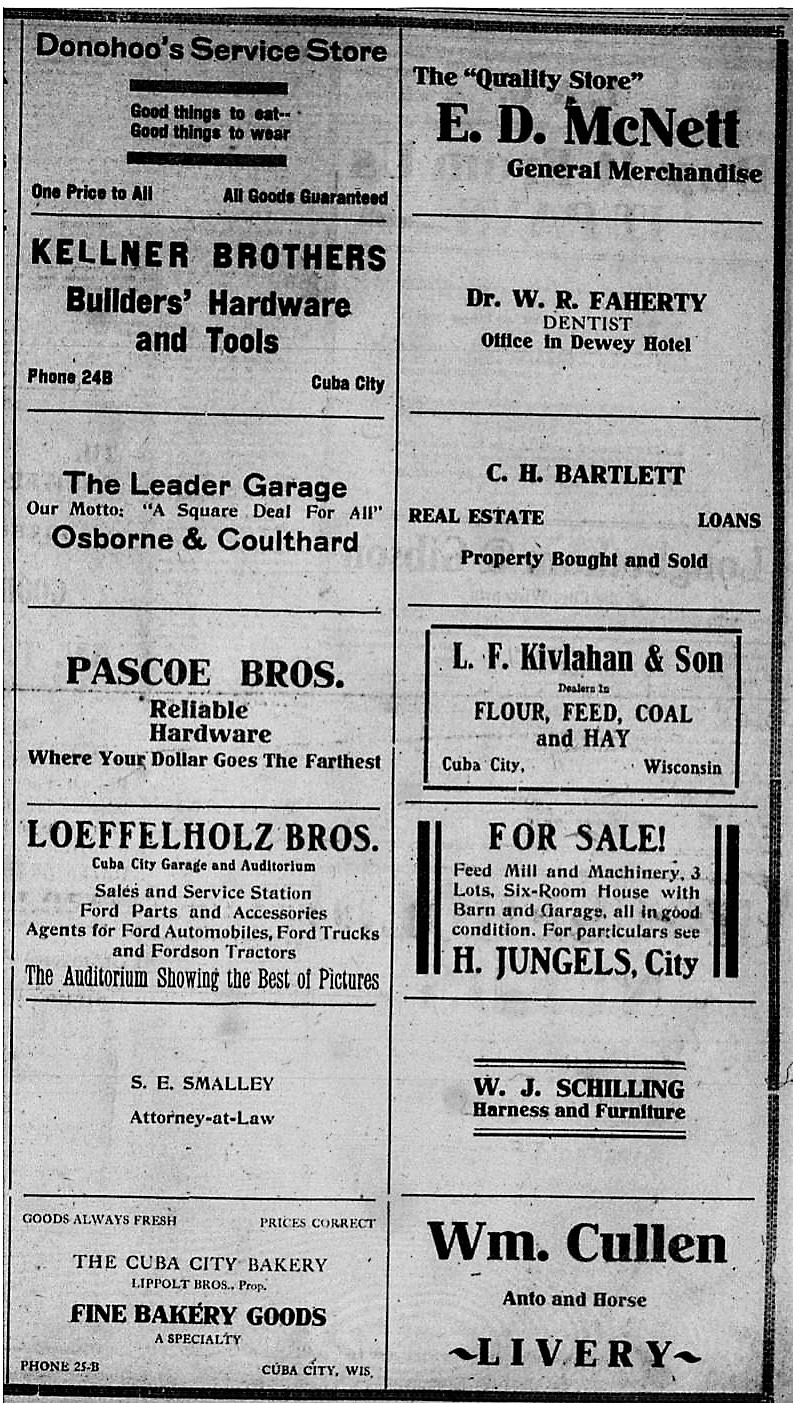 Donohoo's Service Store
Good things to eat--
Good things to wear
One Price to All All Goods Guaranteed
KELLNER BROTHERS
Builders' Hardware
and Tools
Phone 24B Cuba City
The Leader Garage
Our Motto: "A Square Deal For All"
Osborne & Coulthard
PASCOE BROS.
Reliable
Hardware
Where Your Dollar Goes The Farthest
LOEFFELHOLZ BROS.
Cuba City Garage and Auditorium
Sales and Service Station
Ford Parts and Accessories
Agents for Ford Automobiles, Ford Trucks
and Fordson Tractors
The Auditorium Showing the Best of Pictures
S. E. SMALLEY
Attorney-at-Law
GOODS ALWAYS FRESH PRICES CORRECT
THE CUBA CITY BAKERY
LIPPOLT BROS., Prop.
FINE BAKERY GOODS
A SPECIALTY
PHONE 25-B CUBA CITY, WIS.
The "Quality Store"
E. D. McNett
General Merchandise
Dr. W. R. FAHERTY
DENTIST
Office in Dewey Hotel
C. H. BARTLETT
REAL ESTATE LOANS
Property Bought and Sold
L. F. Kivlahan & Son
Dealers In
FLOUR, FEED, COAL
and HAY
Cuba City, Wisconsin
FOR SALE!
Feed Mill and Machinery, 3
Lots, Six-Room House with
Barn and Garage, all in good
condition. For particulars see
H. JUNGELS, City
W. J. SCHILLING
Harness and Furniture
Wm. Cullen
Anto and Horse
~LIVERY~